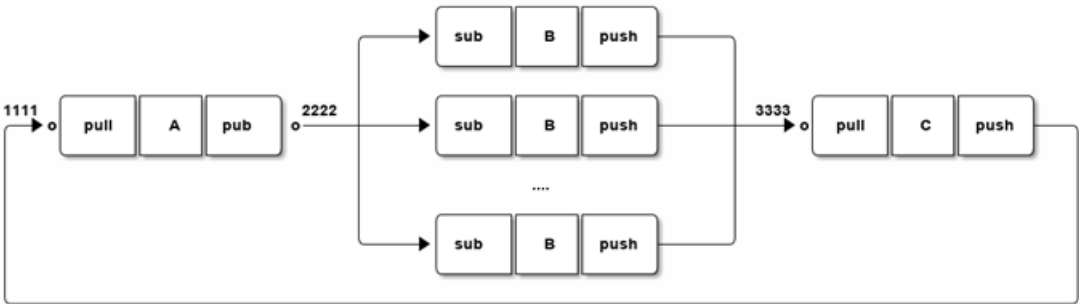 sub B push
1111 pull A pub 2222 sub B push 3333 pull C push
....
sub B push